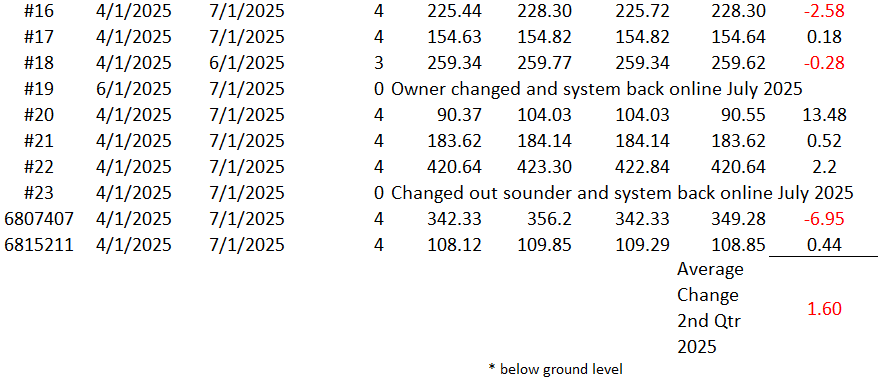 #16 4/1/2025 7/1/2025 4 225.44 228.30 225.72 228.30 -2.58
#17 4/1/2025 7/1/2025 4 154.63 154.82 154.82 154.64 0.18
#18 4/1/2025 6/1/2025 3 259.34 259.77 259.34 259.62 -0.28
#19 6/1/2025 7/1/2025 0 Owner changed and system back online July 2025
#20 4/1/2025 7/1/2025 4 90.37 104.03 104.03 90.55 13.48
#21 4/1/2025 7/1/2025 4 183.62 184.14 184.14 183.62 0.52
#22 4/1/2025 7/1/2025 4 420.64 423.30 422.84 420.64 2.2
#23 4/1/2025 7/1/2025 0 Changed out sounder and system back online July 2025
6807407 4/1/2025 7/1/2025 4 342.33 356.2 342.33 349.28 -6.95
6815211 4/1/2025 7/1/2025 4 108.12 109.85 109.29 108.85 0.44
Average
Change
2nd Qtr
2025
1.60
* below ground level